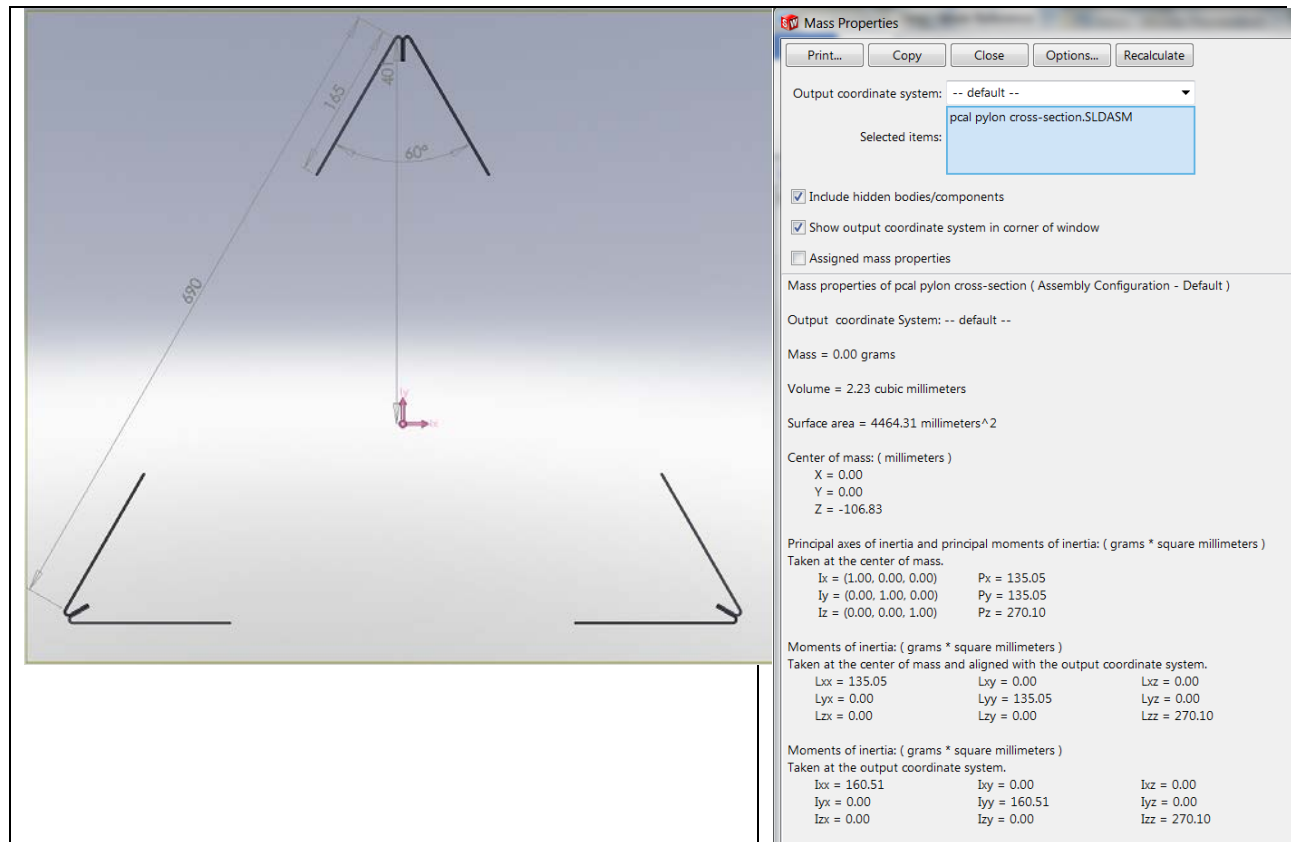 165
401
60°
690
Iy
Ix
Mass Properties
Print...
Copy
Close
Options...
Recalculate
Output coordinate system:
-- default --
Selected items:
pcal pylon cross-section.SLDASM
Include hidden bodies/components
Show output coordinate system in corner of window
Assigned mass properties
Mass properties of pcal pylon cross-section ( Assembly Configuration - Default )
Output coordinate System: -- default --
Mass = 0.00 grams
Volume = 2.23 cubic millimeters
Surface area = 4464.31 millimeters^2
Center of mass: ( millimeters )
X = 0.00
Y = 0.00
Z = -106.83
Principal axes of inertia and principal moments of inertia: ( grams * square millimeters )
Taken at the center of mass.
Ix = (1.00, 0.00, 0.00) Px = 135.05
Iy = (0.00, 1.00, 0.00) Py = 135.05
Iz = (0.00, 0.00, 1.00) Pz = 270.10
Moments of inertia: ( grams * square millimeters )
Taken at the center of mass and aligned with the output coordinate system.
Lxx = 135.05 Lxy = 0.00 Lxz = 0.00
Lyx = 0.00 Lyy = 135.05 Lyz = 0.00
Lzx = 0.00 Lzy = 0.00 Lzz = 270.10
Moments of inertia: ( grams * square millimeters )
Taken at the output coordinate system.
Ixx = 160.51 Ixy = 0.00 Ixz = 0.00
Iyx = 0.00 Iyy = 160.51 Iyz = 0.00
Izx = 0.00 Izy = 0.00 Izz = 270.10